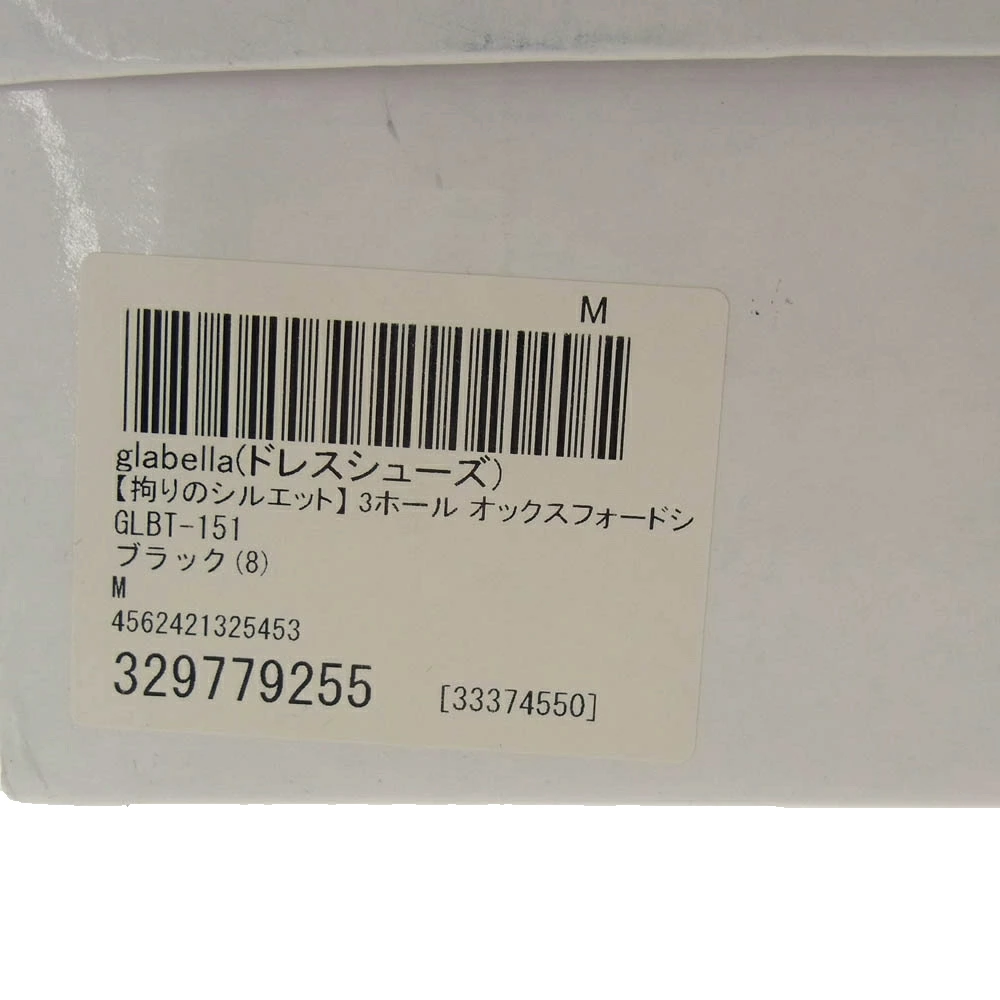 M
glabella(ドレスシューズ)
【拘りのシルエット】 3ホール オックスフォードシ
GLBT-151
ブラック(8)
M
4562421325453
329779255
[33374550]